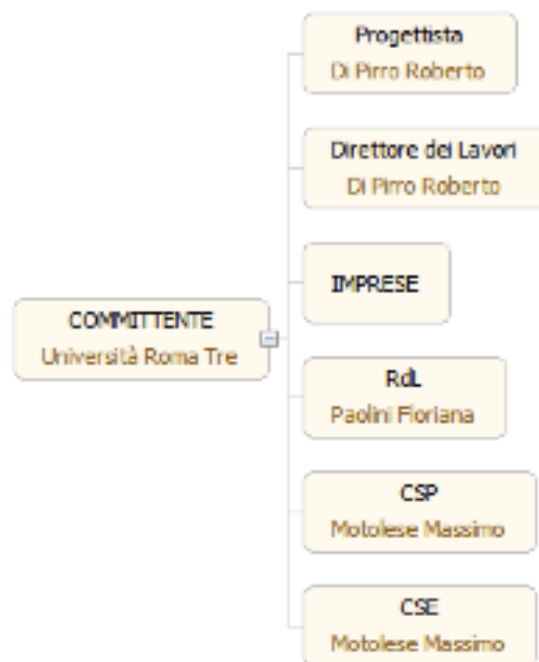 Progettista
Di Pirro Roberto
Direttore dei Lavori
Di Pirro Roberto
IMPRESE
COMMITTENTE
Università Roma Tre
RdL
Paolini Floriana
CSP
Motolese Massimo
CSE
Motolese Massimo